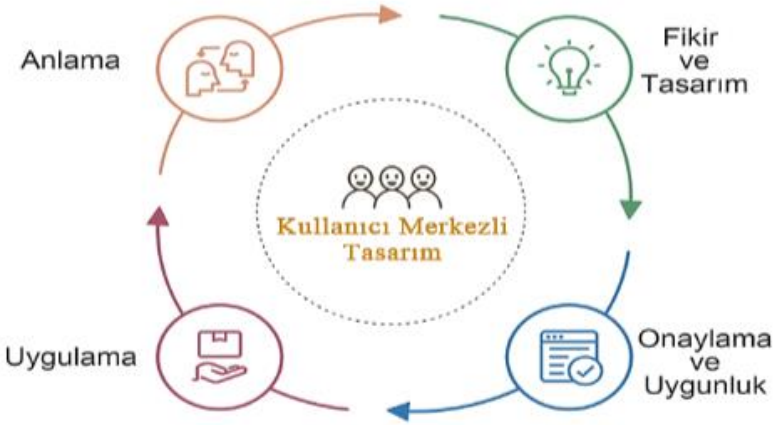 Anlama
Fikir
ve
Tasarım
Kullanıcı Merkezli
Tasarım
Uygulama
Onaylama
ve
Uygunluk